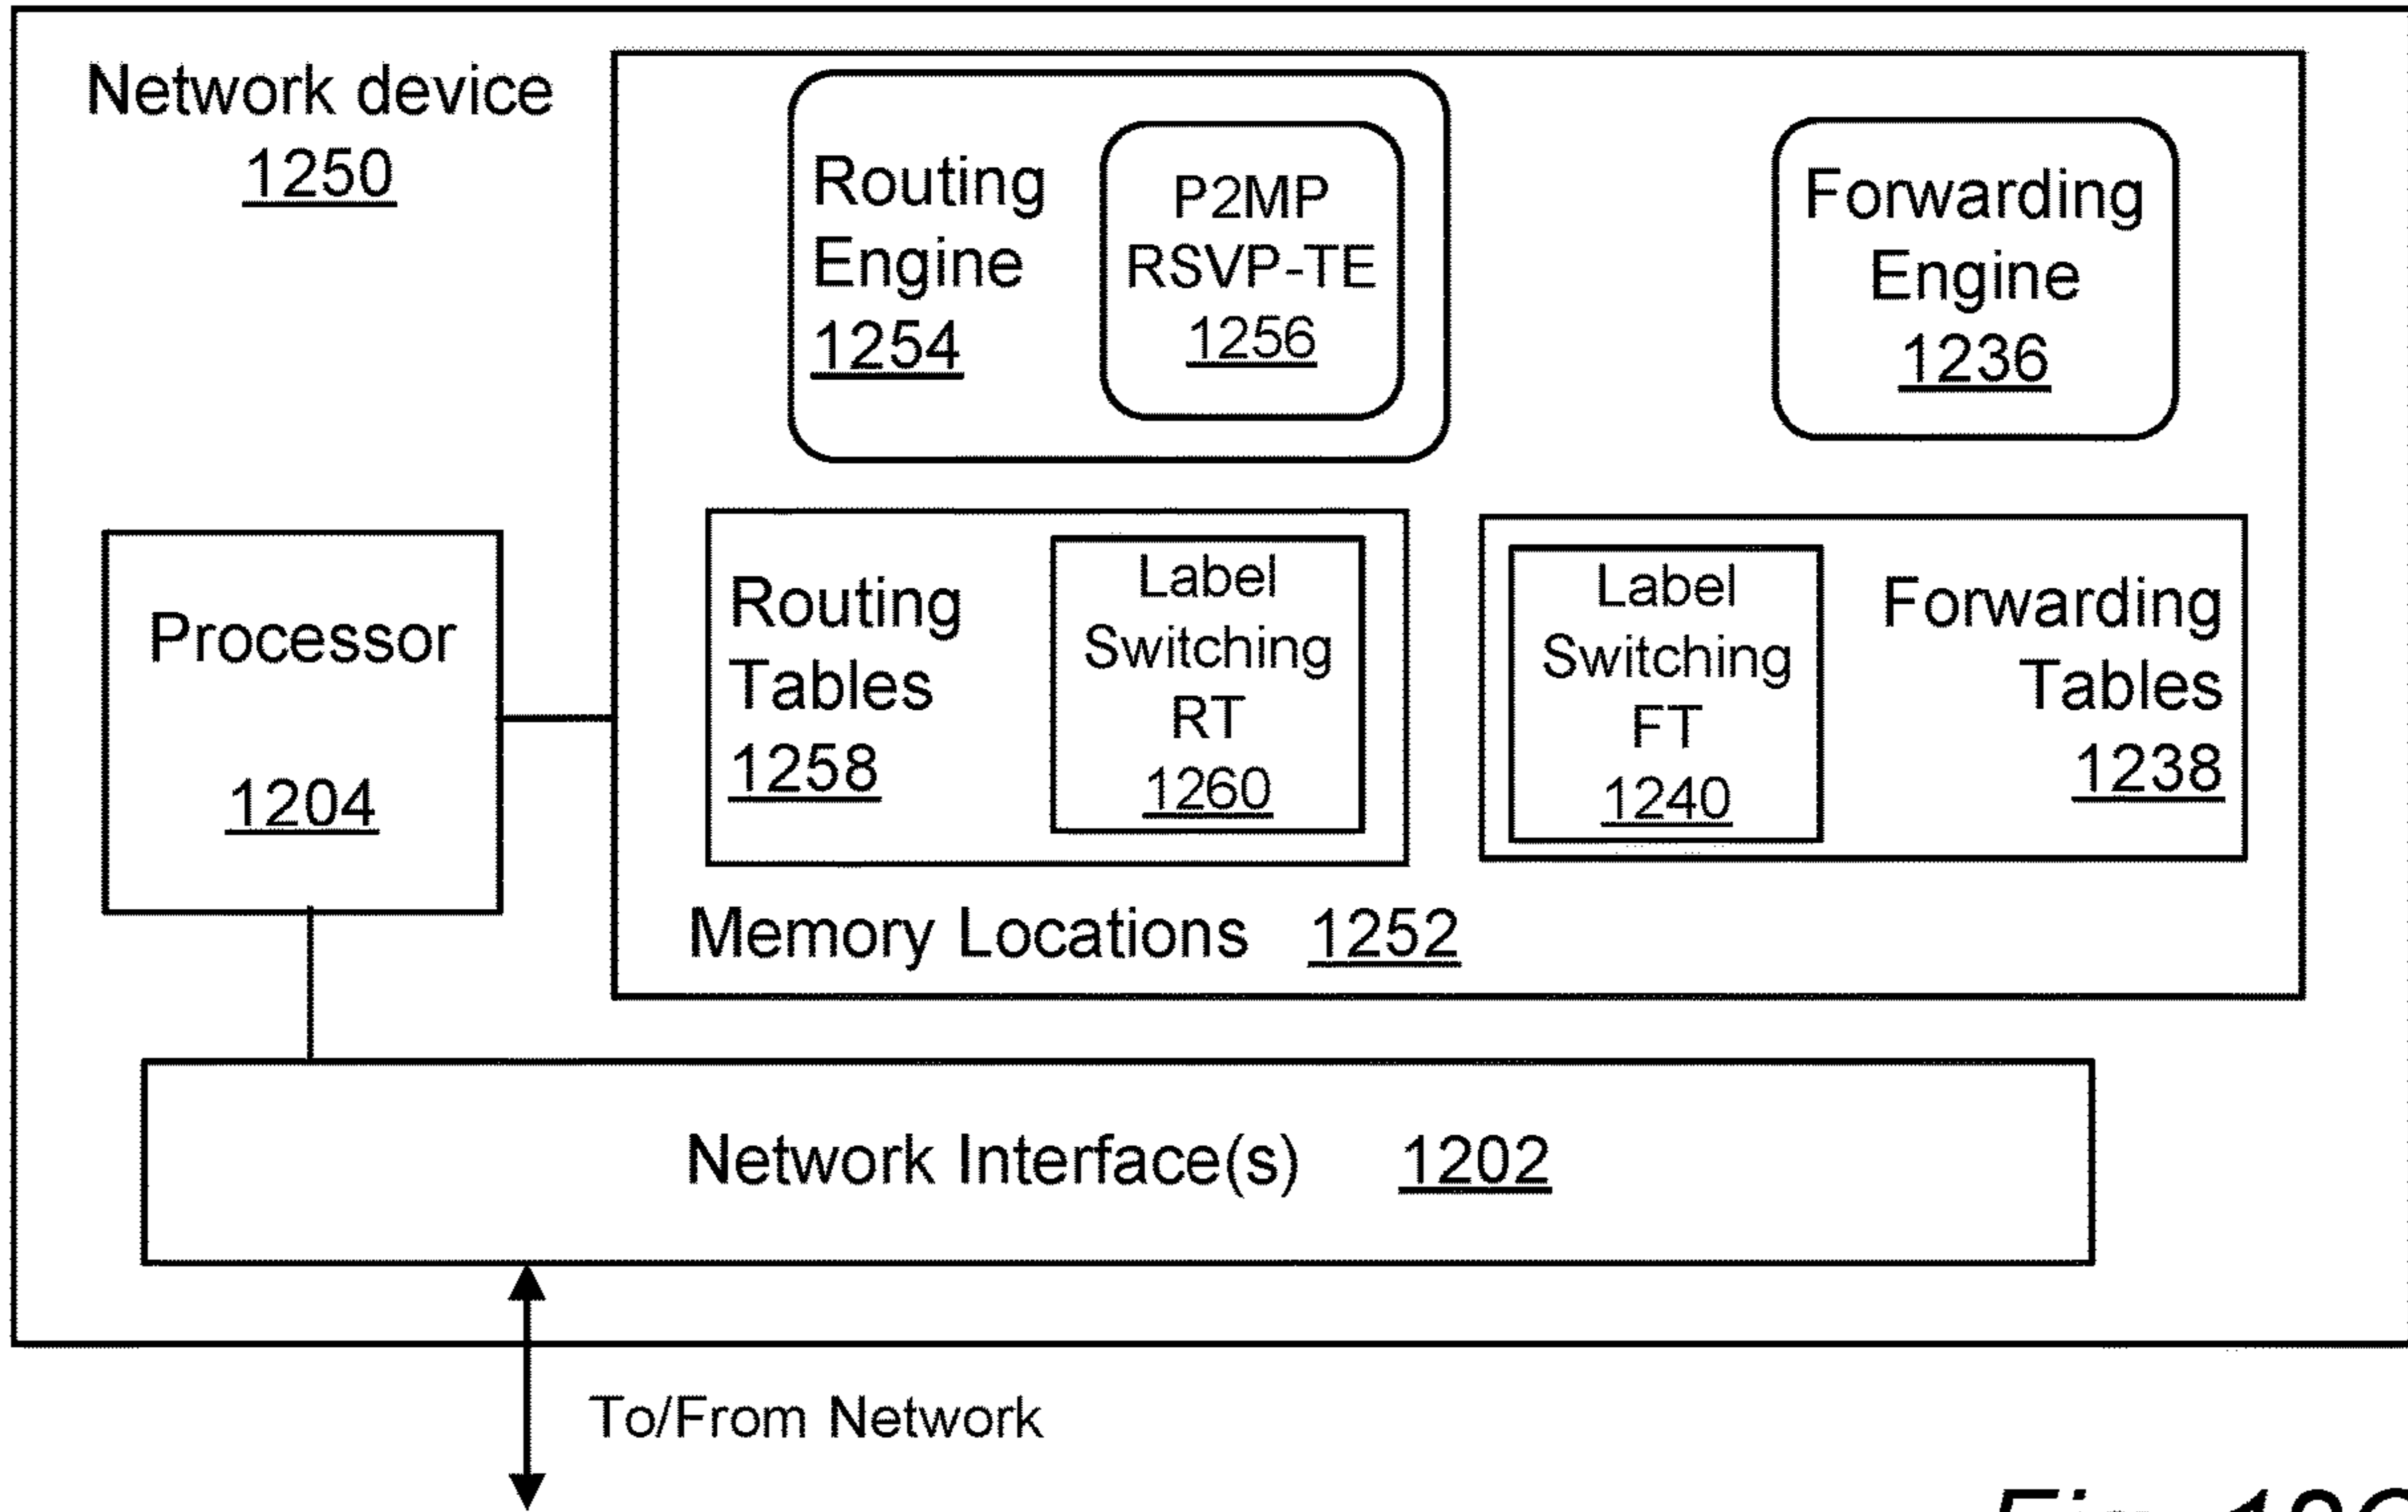 Network device
1250
Routing
Engine
1254
P2MP
RSVP-TE
1256
Forwarding
Engine
1236
Processor
1204
Routing
Tables
1258
Label
Switching
RT
1260
Label
Switching
FT
1240
Forwarding
Tables
1238
Memory Locations 1252
Network Interface(s) 1202
To/From Network
Fig.